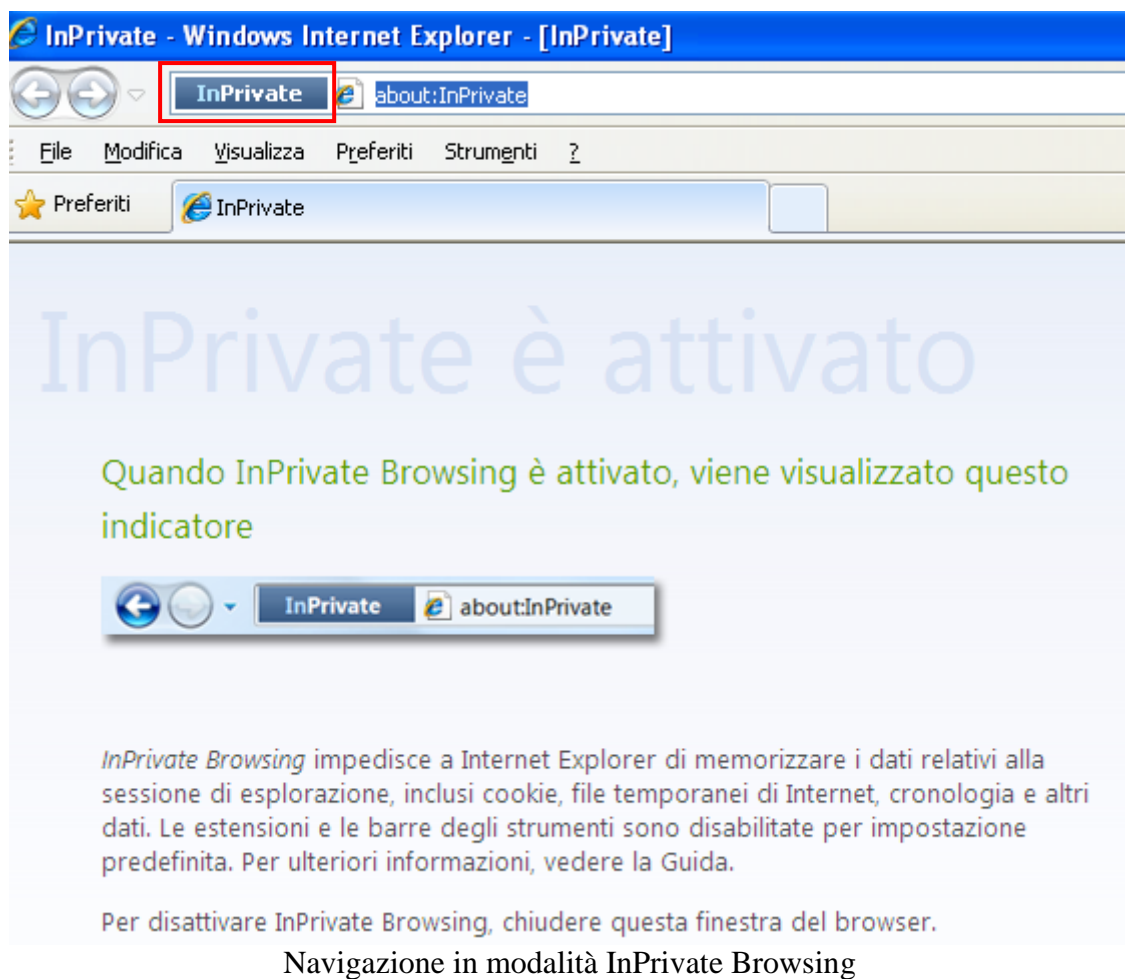 InPrivate - Windows Internet Explorer - [InPrivate]
InPrivate about:InPrivate
File Modifica Visualizza Preferiti Strumenti ?
Preferiti InPrivate
InPrivate è attivato
Quando InPrivate Browsing è attivato, viene visualizzato questo
indicatore
InPrivate about:InPrivate
InPrivate Browsing impedisce a Internet Explorer di memorizzare i dati relativi alla
sessione di esplorazione, inclusi cookie, file temporanei di Internet, cronologia e altri
dati. Le estensioni e le barre degli strumenti sono disabilitate per impostazione
predefinita. Per ulteriori informazioni, vedere la Guida.
Per disattivare InPrivate Browsing, chiudere questa finestra del browser.
Navigazione in modalità InPrivate Browsing